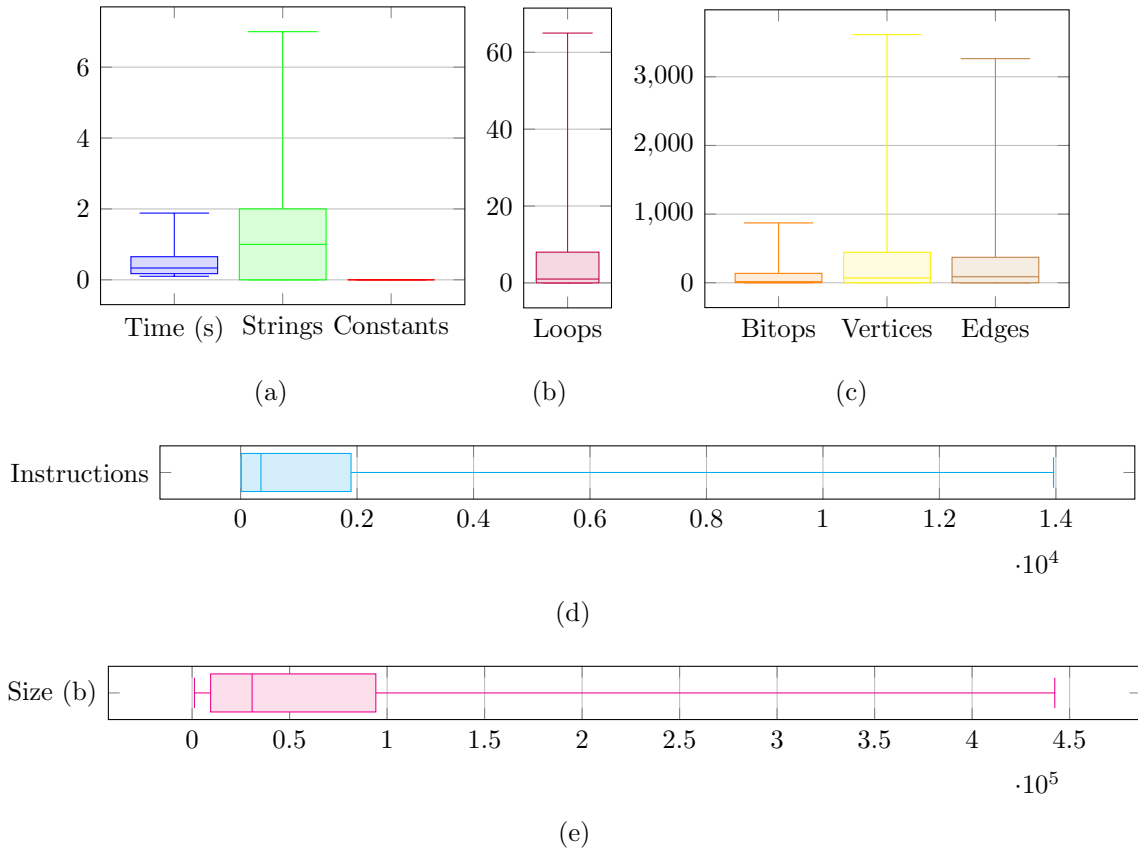 6
4
2
0
Time (s) Strings Constants
(a)
60
40
20
0
Loops
(b)
3,000
2,000
1,000
0
Bitops Vertices Edges
(c)
Instructions
0 0.2 0.4 0.6 0.8 1 1.2 1.4
·10^4
(d)
Size (b)
0 0.5 1 1.5 2 2.5 3 3.5 4 4.5
·10^5
(e)